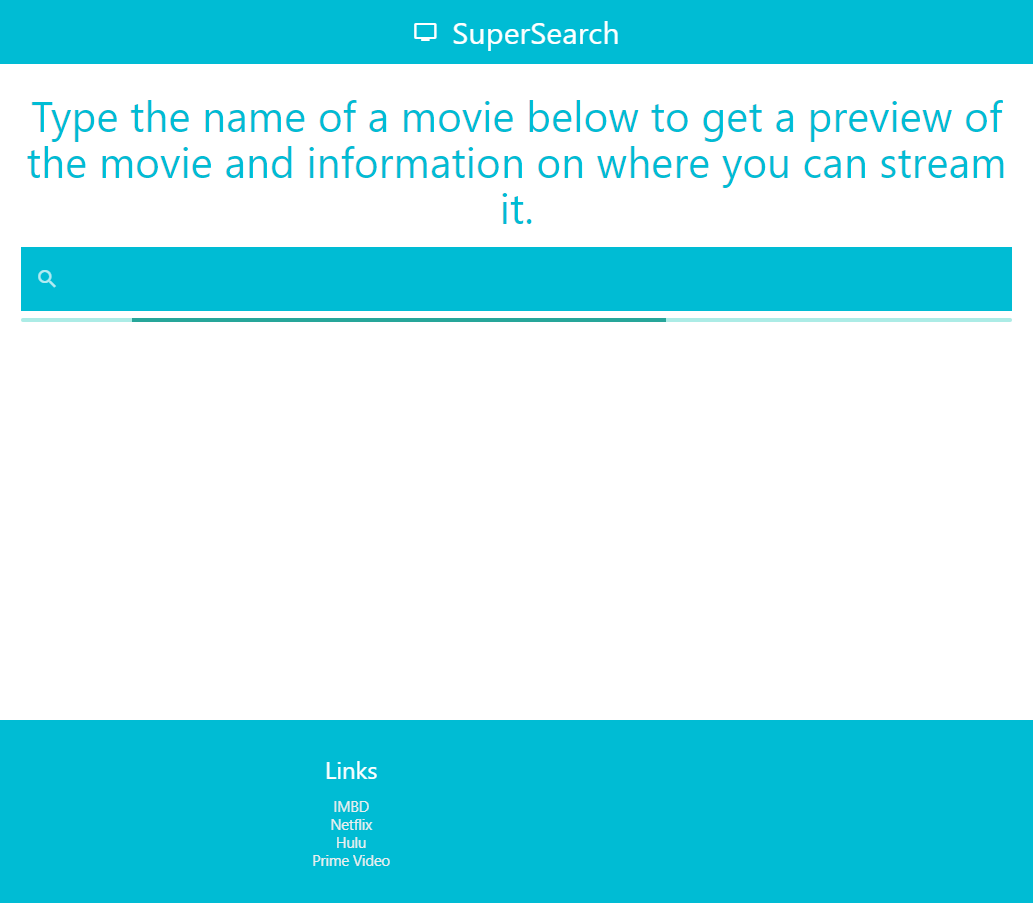 SuperSearch
Type the name of a movie below to get a preview of
the movie and information on where you can stream
it.
Links
IMBD
Netflix
Hulu
Prime Video